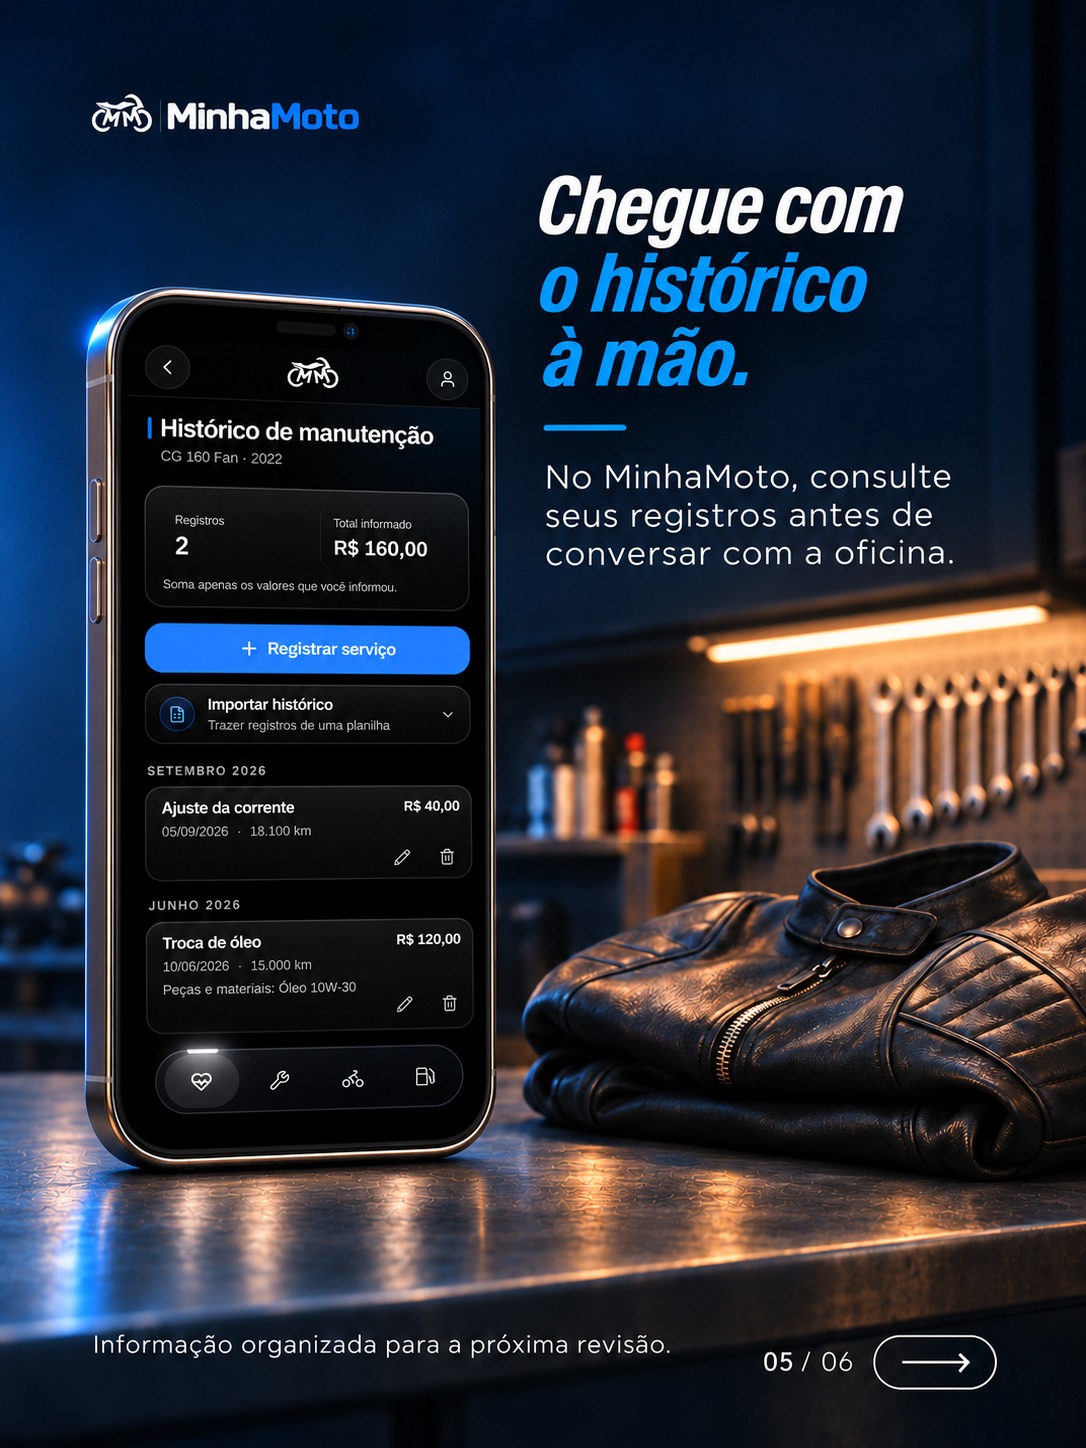 MM MinhaMoto
Chegue com
o histórico
à mão.
No MinhaMoto, consulte
seus registros antes de
conversar com a oficina.
MM
Histórico de manutenção
CG 160 Fan · 2022
Registros
2
Total informado
R$ 160,00
Soma apenas os valores que você informou.
+ Registrar serviço
Importar histórico
Trazer registros de uma planilha
SETEMBRO 2026
Ajuste da corrente R$ 40,00
05/09/2026 · 18.100 km
JUNHO 2026
Troca de óleo R$ 120,00
10/06/2026 · 15.000 km
Peças e materiais: Óleo 10W-30
Informação organizada para a próxima revisão.
05 / 06